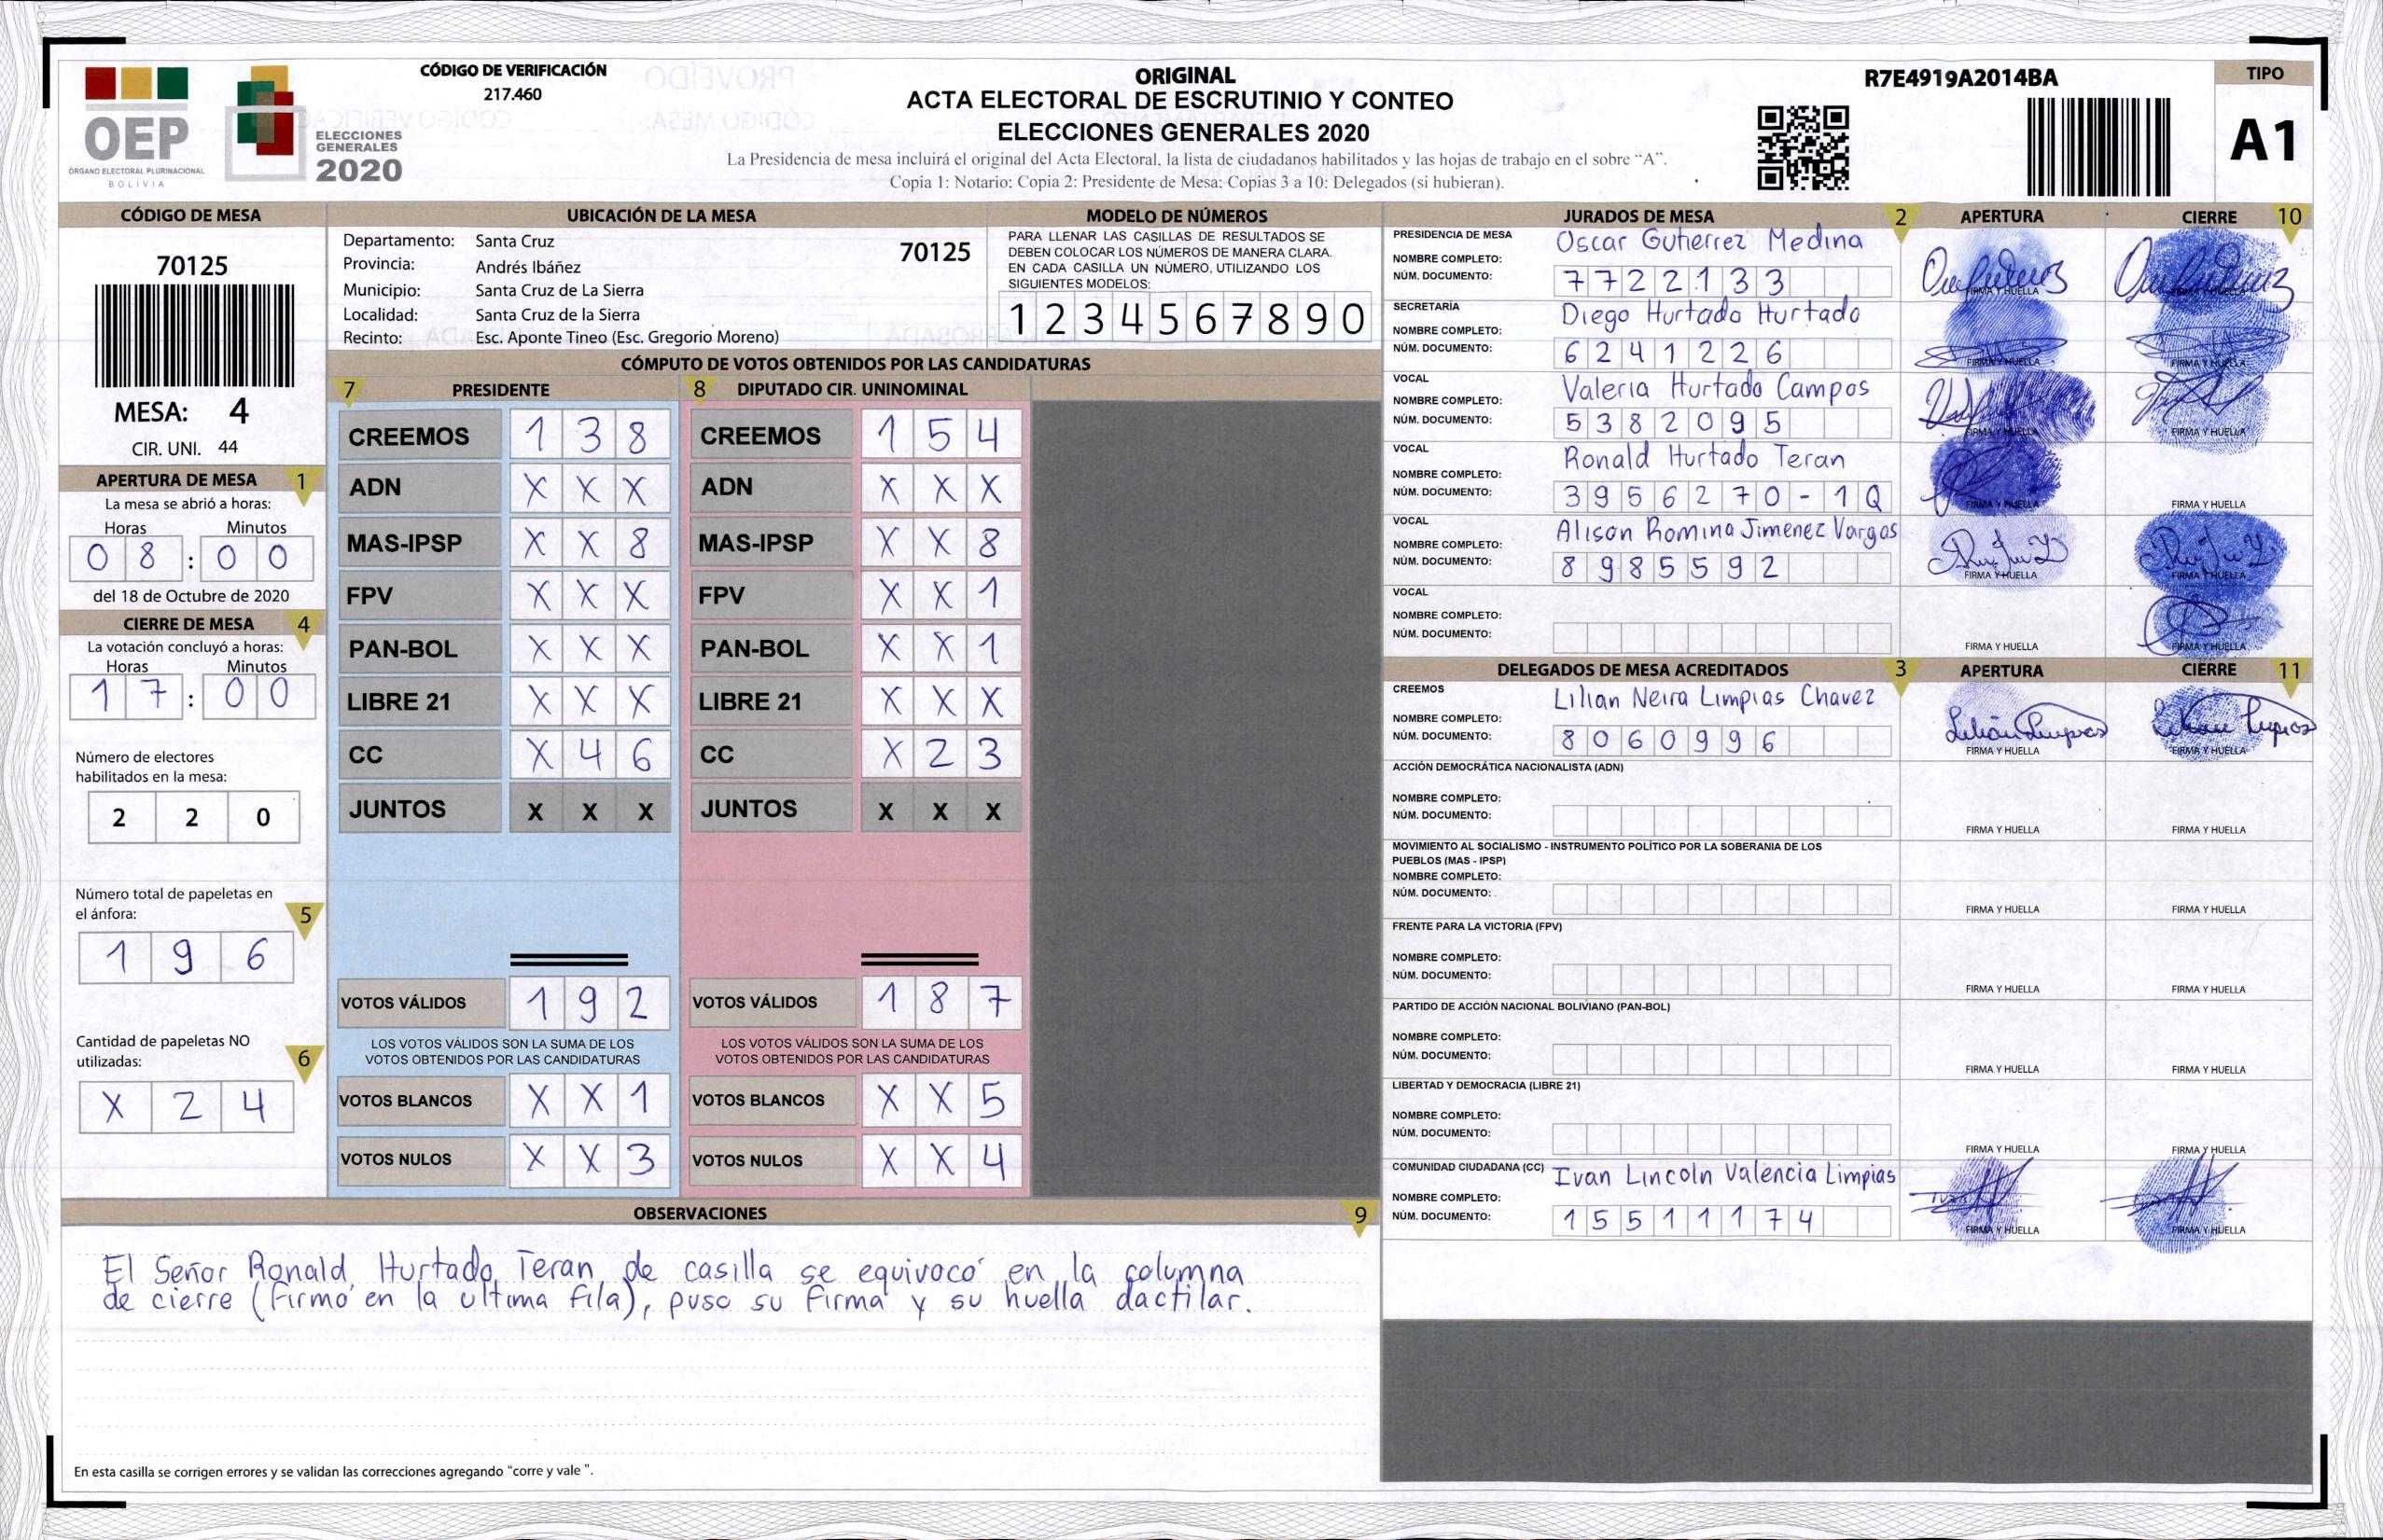 CÓDIGO DE VERIFICACIÓN
217.460
OEP
ÓRGANO ELECTORAL PLURINACIONAL
BOLIVIA
ELECCIONES
GENERALES
2020
ORIGINAL
ACTA ELECTORAL DE ESCRUTINIO Y CONTEO
ELECCIONES GENERALES 2020
La Presidencia de mesa incluirá el original del Acta Electoral, la lista de ciudadanos habilitados y las hojas de trabajo en el sobre "A".
Copia 1: Notario: Copia 2: Presidente de Mesa: Copias 3 a 10: Delegados (si hubieran).
R7E4919A2014BA
TIPO
A1
CÓDIGO DE MESA
70125
MESA: 4
CIR. UNI. 44
APERTURA DE MESA 1
La mesa se abrió a horas:
Horas Minutos
0 8 : 0 0
del 18 de Octubre de 2020
CIERRE DE MESA 4
La votación concluyó a horas:
Horas Minutos
1 7 : 0 0
Número de electores
habilitados en la mesa:
2 2 0
Número total de papeletas en
el ánfora: 5
1 9 6
Cantidad de papeletas NO
utilizadas: 6
X 2 4
UBICACIÓN DE LA MESA
Departamento: Santa Cruz 70125
Provincia: Andrés Ibáñez
Municipio: Santa Cruz de La Sierra
Localidad: Santa Cruz de la Sierra
Recinto: Esc. Aponte Tineo (Esc. Gregorio Moreno)
MODELO DE NÚMEROS
PARA LLENAR LAS CASILLAS DE RESULTADOS SE
DEBEN COLOCAR LOS NÚMEROS DE MANERA CLARA.
EN CADA CASILLA UN NÚMERO, UTILIZANDO LOS
SIGUIENTES MODELOS:
1 2 3 4 5 6 7 8 9 0
CÓMPUTO DE VOTOS OBTENIDOS POR LAS CANDIDATURAS
7 PRESIDENTE
CREEMOS 1 3 8
ADN X X X
MAS-IPSP X X 8
FPV X X X
PAN-BOL X X X
LIBRE 21 X X X
CC X 4 6
JUNTOS X X X
VOTOS VÁLIDOS 1 9 2
LOS VOTOS VÁLIDOS SON LA SUMA DE LOS
VOTOS OBTENIDOS POR LAS CANDIDATURAS
VOTOS BLANCOS X X 1
VOTOS NULOS X X 3
8 DIPUTADO CIR. UNINOMINAL
CREEMOS 1 5 4
ADN X X X
MAS-IPSP X X 8
FPV X X 1
PAN-BOL X X 1
LIBRE 21 X X X
CC X 2 3
JUNTOS X X X
VOTOS VÁLIDOS 1 8 7
LOS VOTOS VÁLIDOS SON LA SUMA DE LOS
VOTOS OBTENIDOS POR LAS CANDIDATURAS
VOTOS BLANCOS X X 5
VOTOS NULOS X X 4
OBSERVACIONES 9
El Señor Ronald Hurtado Teran de casilla se equivocó en la columna
de cierre (firmó en la ultima fila), puso su firma y su huella dactilar.
En esta casilla se corrigen errores y se validan las correcciones agregando "corre y vale ".
JURADOS DE MESA 2 APERTURA CIERRE 10
PRESIDENCIA DE MESA
NOMBRE COMPLETO: Oscar Gutierrez Medina
NÚM. DOCUMENTO: 7 7 2 2 1 3 3
FIRMA Y HUELLA FIRMA Y HUELLA
SECRETARÍA
NOMBRE COMPLETO: Diego Hurtado Hurtado
NÚM. DOCUMENTO: 6 2 4 1 2 2 6
FIRMA Y HUELLA FIRMA Y HUELLA
VOCAL
NOMBRE COMPLETO: Valeria Hurtado Campos
NÚM. DOCUMENTO: 5 3 8 2 0 9 5
FIRMA Y HUELLA FIRMA Y HUELLA
VOCAL
NOMBRE COMPLETO: Ronald Hurtado Teran
NÚM. DOCUMENTO: 3 9 5 6 2 7 0 - 1 Q
FIRMA Y HUELLA FIRMA Y HUELLA
VOCAL
NOMBRE COMPLETO: Alison Romina Jimenez Vargas
NÚM. DOCUMENTO: 8 9 8 5 5 9 2
FIRMA Y HUELLA FIRMA Y HUELLA
VOCAL
NOMBRE COMPLETO:
NÚM. DOCUMENTO:
FIRMA Y HUELLA FIRMA Y HUELLA
DELEGADOS DE MESA ACREDITADOS 3 APERTURA CIERRE 11
CREEMOS
NOMBRE COMPLETO: Lilian Neira Limpias Chavez
NÚM. DOCUMENTO: 8 0 6 0 9 9 6
FIRMA Y HUELLA FIRMA Y HUELLA
ACCIÓN DEMOCRÁTICA NACIONALISTA (ADN)
NOMBRE COMPLETO:
NÚM. DOCUMENTO:
FIRMA Y HUELLA FIRMA Y HUELLA
MOVIMIENTO AL SOCIALISMO - INSTRUMENTO POLÍTICO POR LA SOBERANIA DE LOS
PUEBLOS (MAS - IPSP)
NOMBRE COMPLETO:
NÚM. DOCUMENTO:
FIRMA Y HUELLA FIRMA Y HUELLA
FRENTE PARA LA VICTORIA (FPV)
NOMBRE COMPLETO:
NÚM. DOCUMENTO:
FIRMA Y HUELLA FIRMA Y HUELLA
PARTIDO DE ACCIÓN NACIONAL BOLIVIANO (PAN-BOL)
NOMBRE COMPLETO:
NÚM. DOCUMENTO:
FIRMA Y HUELLA FIRMA Y HUELLA
LIBERTAD Y DEMOCRACIA (LIBRE 21)
NOMBRE COMPLETO:
NÚM. DOCUMENTO:
FIRMA Y HUELLA FIRMA Y HUELLA
COMUNIDAD CIUDADANA (CC)
NOMBRE COMPLETO: Ivan Lincoln Valencia Limpias
NÚM. DOCUMENTO: 1 5 5 1 1 1 7 4
FIRMA Y HUELLA FIRMA Y HUELLA